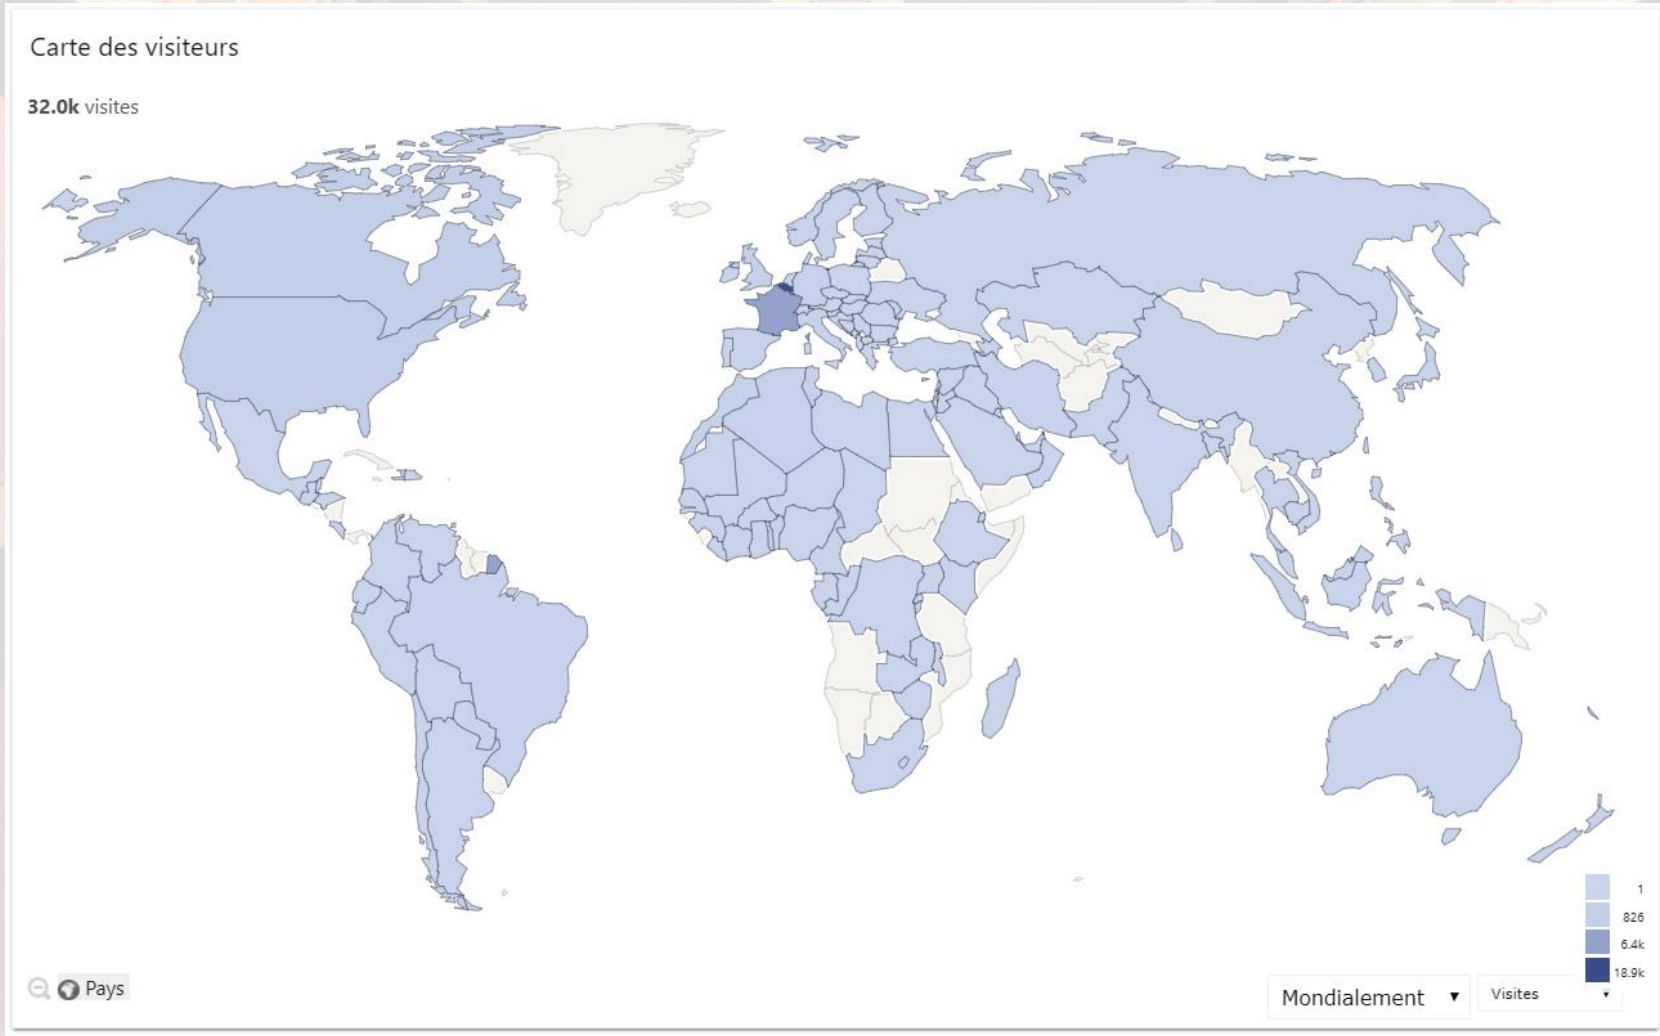 Carte des visiteurs
32.0k visites
1
826
6.4k
18.9k
Pays
Mondialement
Visites